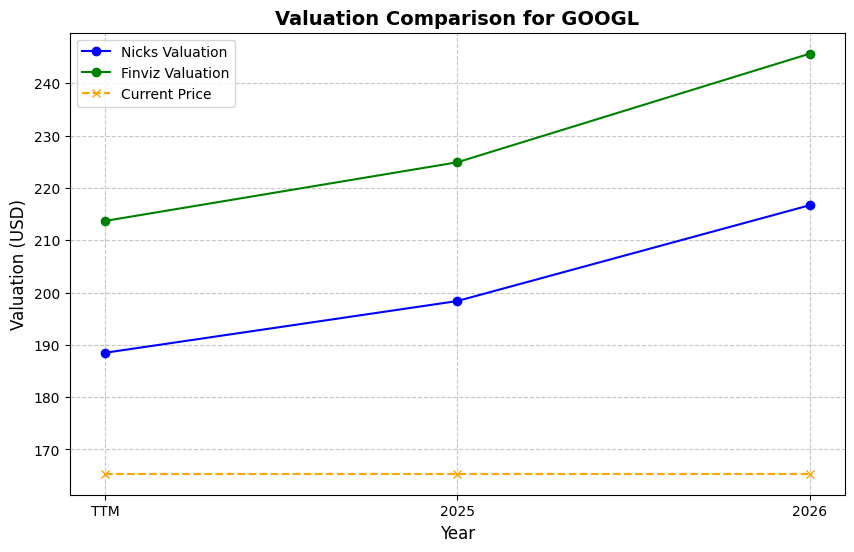 Valuation Comparison for GOOGL
Nicks Valuation
Finviz Valuation
Current Price
Valuation (USD)
240
230
220
210
200
190
180
170
TTM
2025
2026
Year